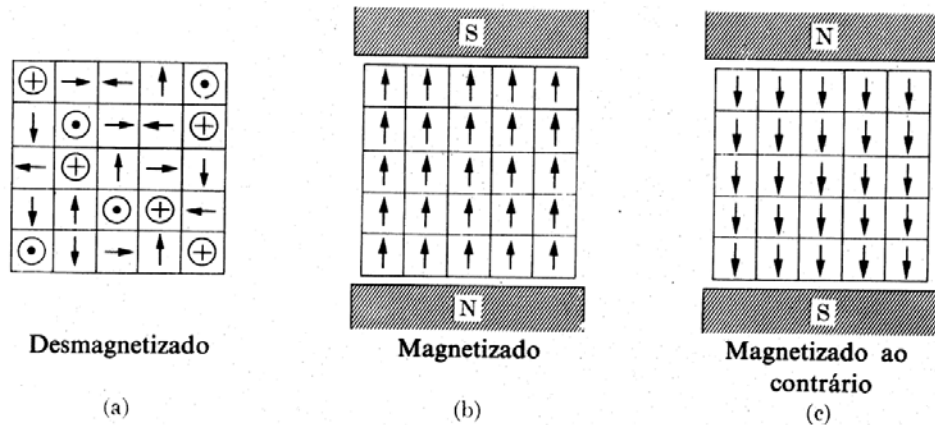 S
N
N
S
Desmagnetizado
Magnetizado
Magnetizado ao
contrário
(a)
(b)
(c)